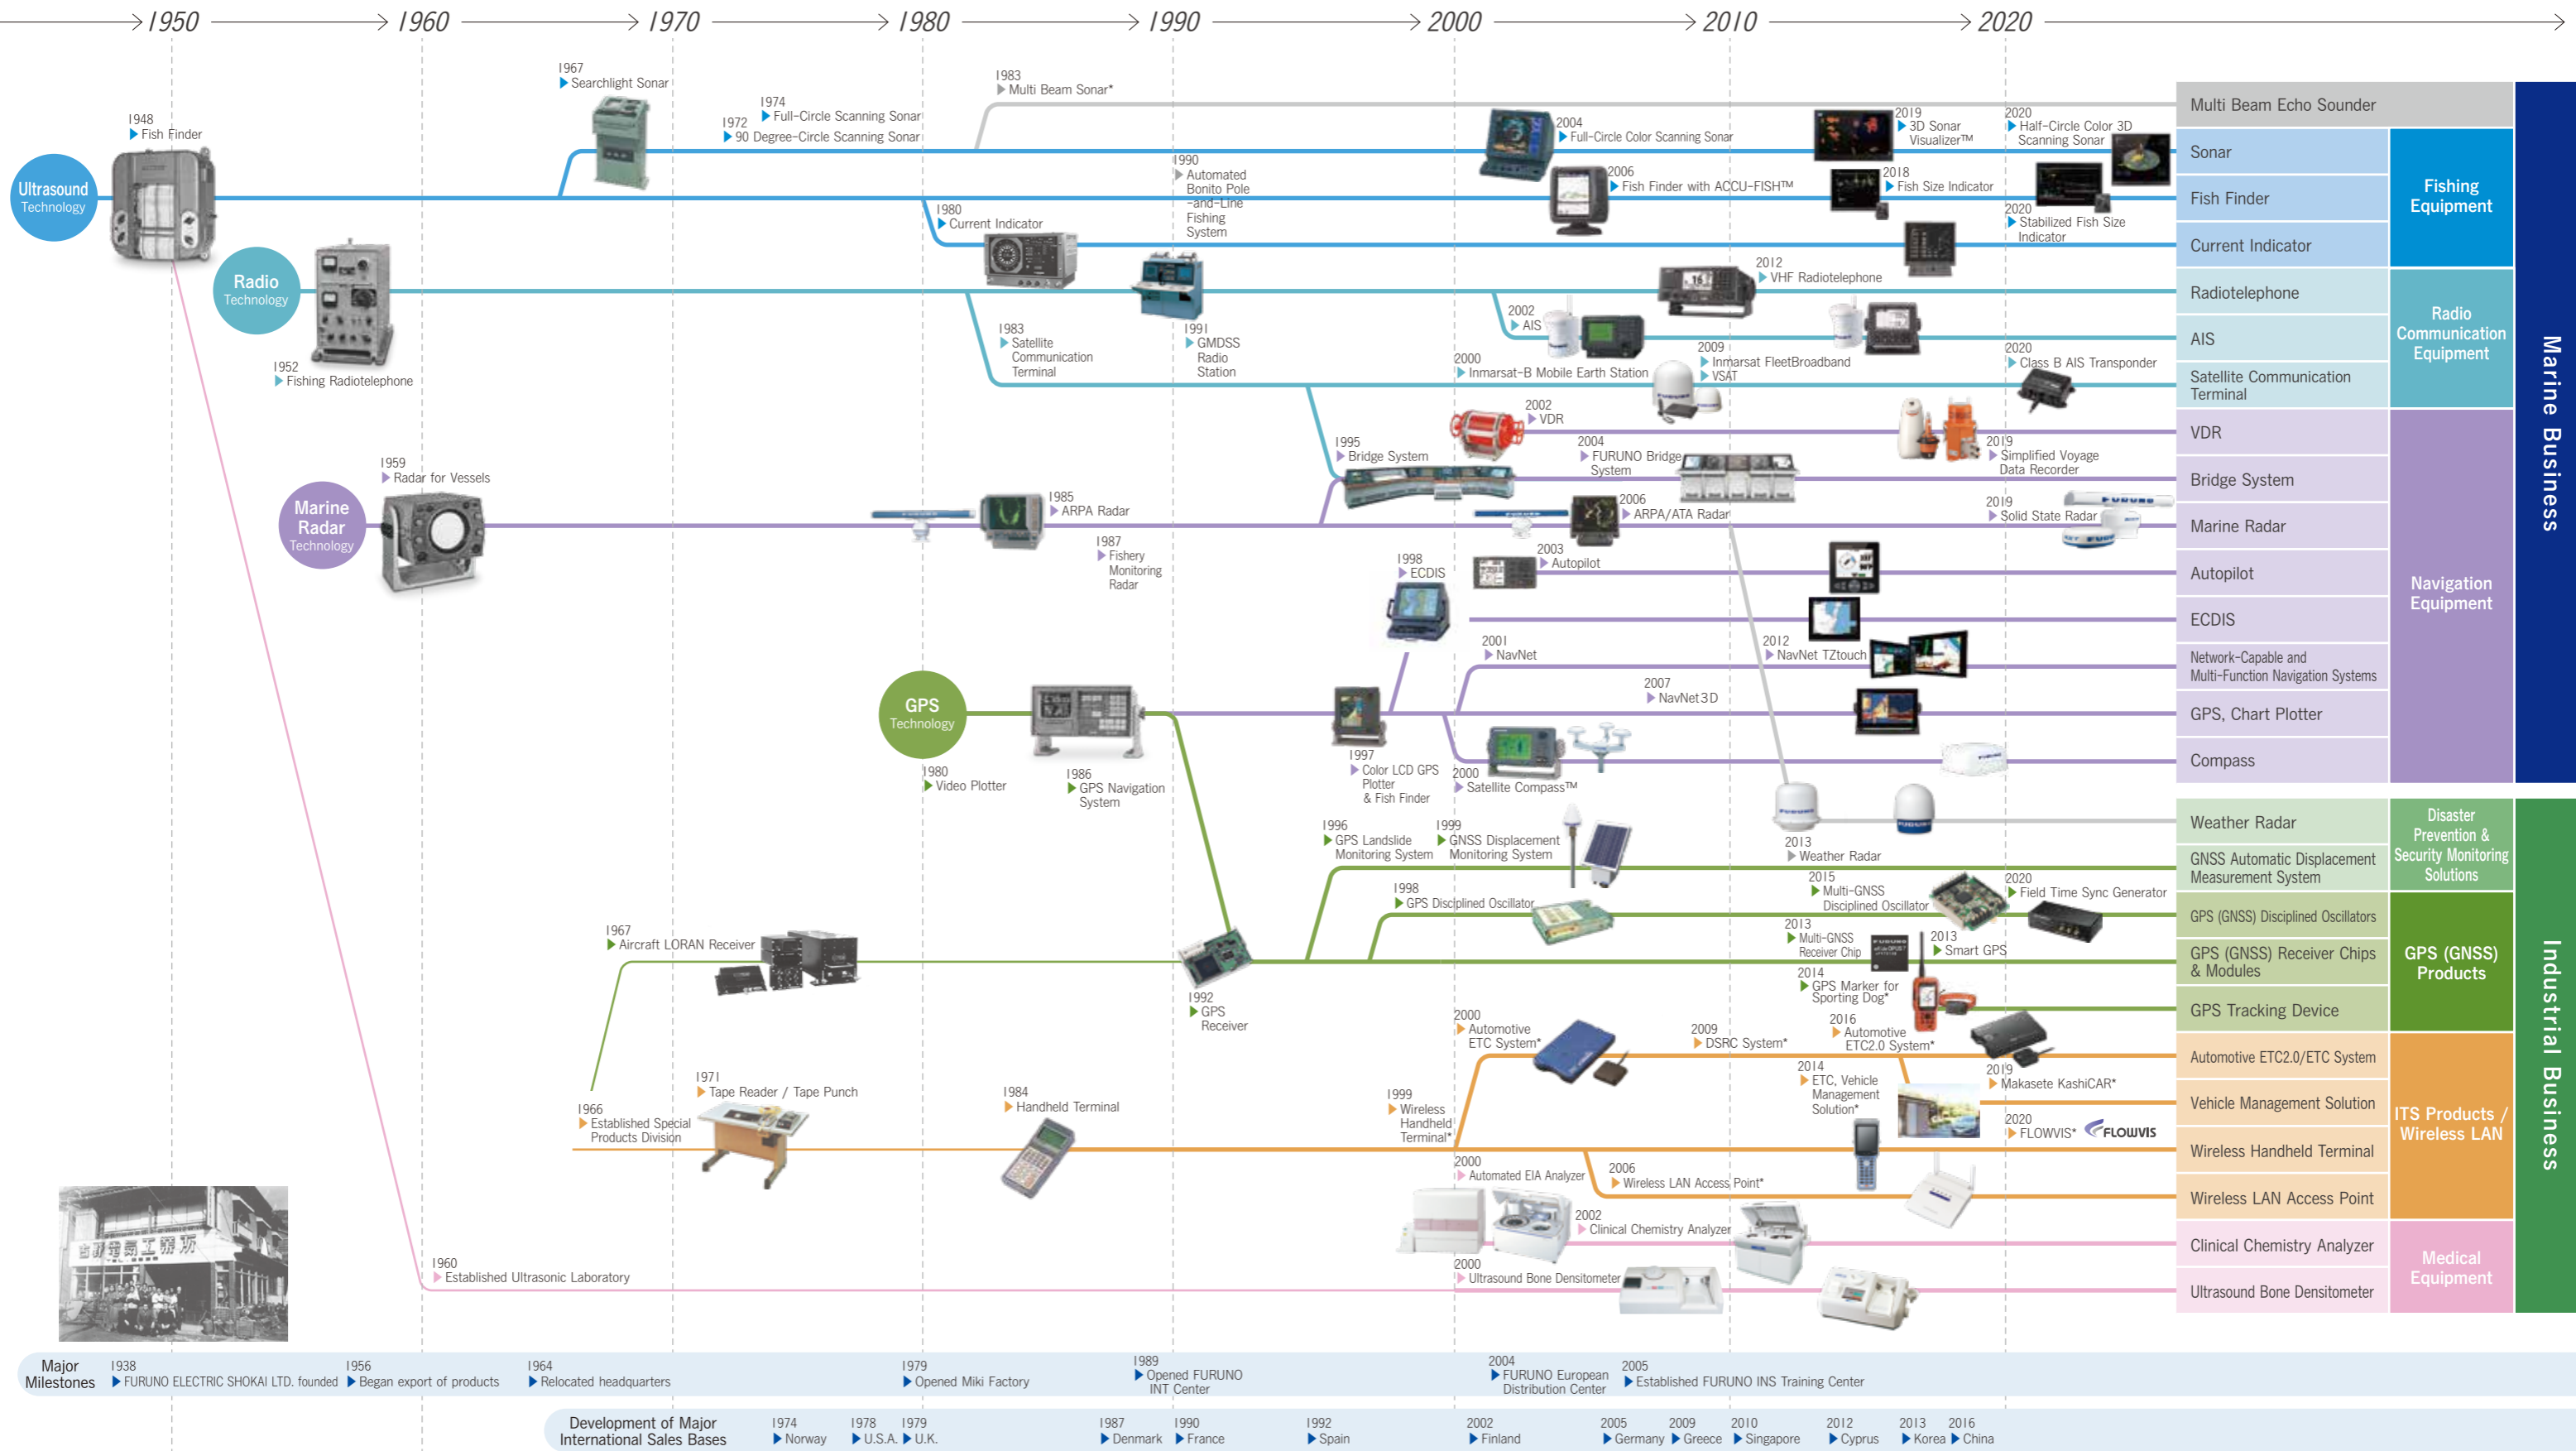 1950
1960
1970
1980
1990
2000
2010
2020
Ultrasound
Technology
1948
Fish Finder
1967
Searchlight Sonar
1972
90 Degree-Circle Scanning Sonar
1974
Full-Circle Scanning Sonar
1983
Multi Beam Sonar*
1980
Current Indicator
1990
Automated
Bonito Pole
-and-Line
Fishing
System
2004
Full-Circle Color Scanning Sonar
2006
Fish Finder with ACCU-FISH™
2019
3D Sonar
Visualizer™
2018
Fish Size Indicator
2020
Half-Circle Color 3D
Scanning Sonar
2020
Stabilized Fish Size
Indicator
Radio
Technology
1952
Fishing Radiotelephone
1983
Satellite
Communication
Terminal
1991
GMDSS
Radio
Station
2002
AIS
2012
VHF Radiotelephone
2000
Inmarsat-B Mobile Earth Station
2009
Inmarsat FleetBroadband
VSAT
2020
Class B AIS Transponder
Marine
Radar
Technology
1959
Radar for Vessels
1985
ARPA Radar
1987
Fishery
Monitoring
Radar
1995
Bridge System
2002
VDR
2004
FURUNO Bridge
System
2019
Simplified Voyage
Data Recorder
2006
ARPA/ATA Radar
2019
Solid State Radar
2003
Autopilot
1998
ECDIS
2001
NavNet
2012
NavNet TZtouch
2007
NavNet 3D
GPS
Technology
1980
Video Plotter
1986
GPS Navigation
System
1997
Color LCD GPS
Plotter
& Fish Finder
2000
Satellite Compass™
2013
Weather Radar
1996
GPS Landslide
Monitoring System
1999
GNSS Displacement
Monitoring System
1998
GPS Disciplined Oscillator
2015
Multi-GNSS
Disciplined Oscillator
2020
Field Time Sync Generator
1967
Aircraft LORAN Receiver
1992
GPS
Receiver
2013
Multi-GNSS
Receiver Chip
2013
Smart GPS
2014
GPS Marker for
Sporting Dog*
1966
Established Special
Products Division
1971
Tape Reader / Tape Punch
1984
Handheld Terminal
1999
Wireless
Handheld
Terminal*
2000
Automotive
ETC System*
2009
DSRC System*
2016
Automotive
ETC2.0 System*
2014
ETC, Vehicle
Management
Solution*
2019
Makasete KashiCAR*
2020
FLOWVIS*
FLOWVIS
2006
Wireless LAN Access Point*
2000
Automated EIA Analyzer
2002
Clinical Chemistry Analyzer
1960
Established Ultrasonic Laboratory
2000
Ultrasound Bone Densitometer
古野電氣工業所
Multi Beam Echo Sounder
Sonar
Fish Finder
Current Indicator
Fishing
Equipment
Radiotelephone
AIS
Satellite Communication
Terminal
Radio
Communication
Equipment
VDR
Bridge System
Marine Radar
Autopilot
ECDIS
Network-Capable and
Multi-Function Navigation Systems
GPS, Chart Plotter
Compass
Navigation
Equipment
Marine Business
Weather Radar
GNSS Automatic Displacement
Measurement System
Disaster
Prevention &
Security Monitoring
Solutions
GPS (GNSS) Disciplined Oscillators
GPS (GNSS) Receiver Chips
& Modules
GPS Tracking Device
GPS (GNSS)
Products
Automotive ETC2.0/ETC System
Vehicle Management Solution
Wireless Handheld Terminal
Wireless LAN Access Point
ITS Products /
Wireless LAN
Clinical Chemistry Analyzer
Ultrasound Bone Densitometer
Medical
Equipment
Industrial Business
Major
Milestones
1938
FURUNO ELECTRIC SHOKAI LTD. founded
1956
Began export of products
1964
Relocated headquarters
1979
Opened Miki Factory
1989
Opened FURUNO
INT Center
2004
FURUNO European
Distribution Center
2005
Established FURUNO INS Training Center
Development of Major
International Sales Bases
1974
Norway
1978
U.S.A.
1979
U.K.
1987
Denmark
1990
France
1992
Spain
2002
Finland
2005
Germany
2009
Greece
2010
Singapore
2012
Cyprus
2013
Korea
2016
China